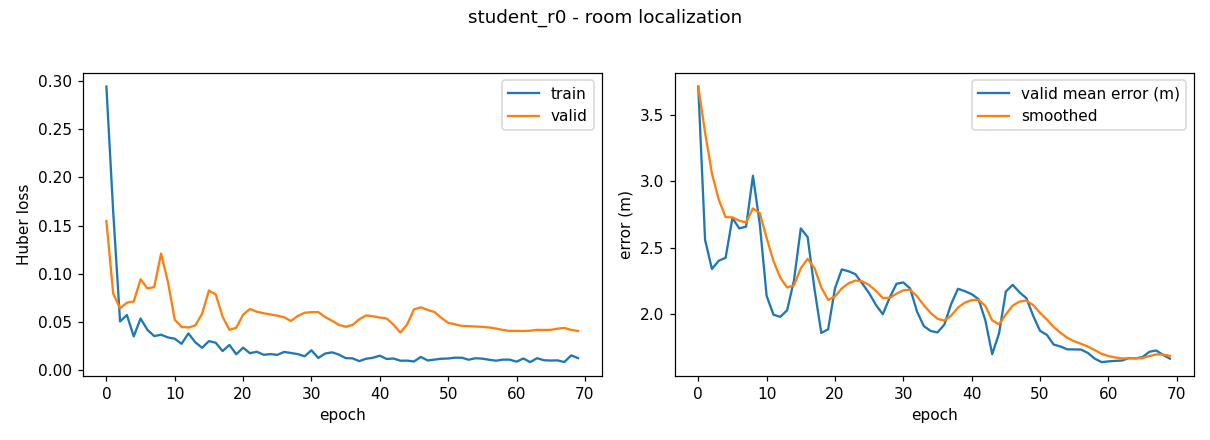 student_r0 - room localization
0.30
0.25
0.20
0.15
0.10
0.05
0.00
Huber loss
train
valid
0 10 20 30 40 50 60 70
epoch
3.5
3.0
2.5
2.0
error (m)
valid mean error (m)
smoothed
0 10 20 30 40 50 60 70
epoch